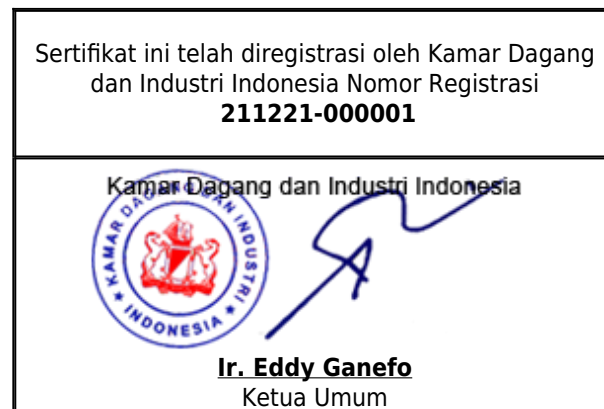 Sertifikat ini telah diregistrasi oleh Kamar Dagang
dan Industri Indonesia Nomor Registrasi
211221-000001
Kamar Dagang dan Industri Indonesia
KAMAR DAGANG DAN INDUSTRI
INDONESIA
Ir. Eddy Ganefo
Ketua Umum